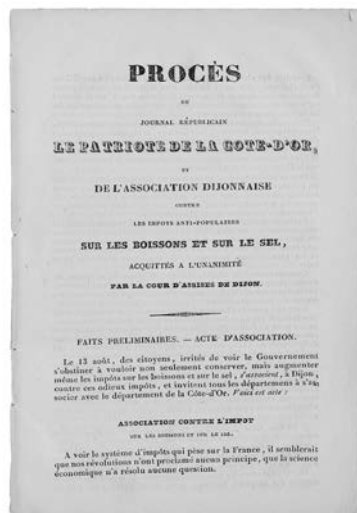 PROCÈS
DU
JOURNAL RÉPUBLICAIN
LE PATRIOTE DE LA COTE-D'OR,
ET
DE L'ASSOCIATION DIJONNAISE
CONTRE
LES IMPOTS ANTI-POPULAIRES
SUR LES BOISSONS ET SUR LE SEL,
ACQUITTÉS A L'UNANIMITÉ
PAR LA COUR D'ASSISES DE DIJON.
FAITS PRELIMINAIRES. — ACTE D'ASSOCIATION.
Le 13 août, des citoyens, irrités de voir le Gouvernement
s'obstiner à vouloir non seulement conserver, mais augmenter
même les impôts sur les boissons et sur le sel, s'associent, à Dijon,
contre ces odieux impôts, et invitent tous les départemens à s'as-
socier avec le département de la Côte-d'Or. Voici cet acte :
ASSOCIATION CONTRE L'IMPOT
SUR LES BOISSONS ET SUR LE SEL.
A voir le système d'impôts qui pèse sur la France, il semblerait
que nos révolutions n'ont proclamé aucun principe, que la science
économique n'a résolu aucune question.